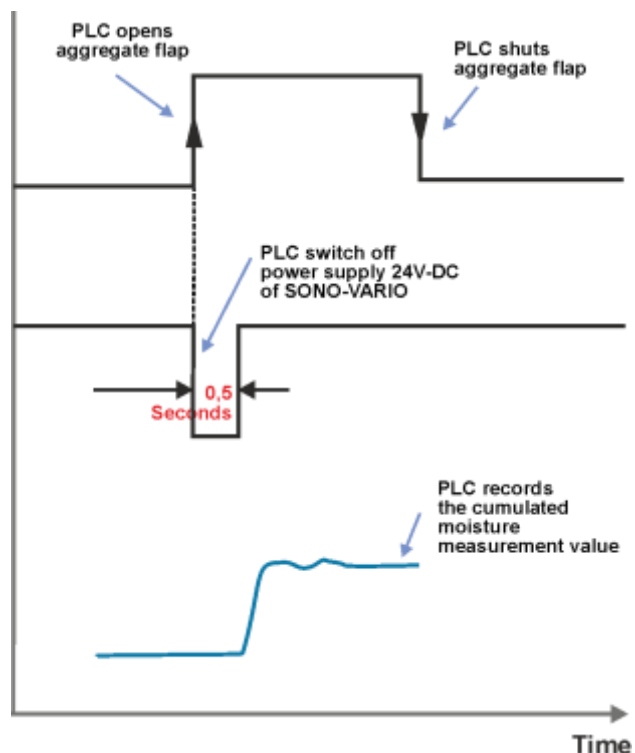 PLC opens
aggregate flap
PLC shuts
aggregate flap
PLC switch off
power supply 24V-DC
of SONO-VARIO
0,5
Seconds
PLC records
the cumulated
moisture
measurement value
Time